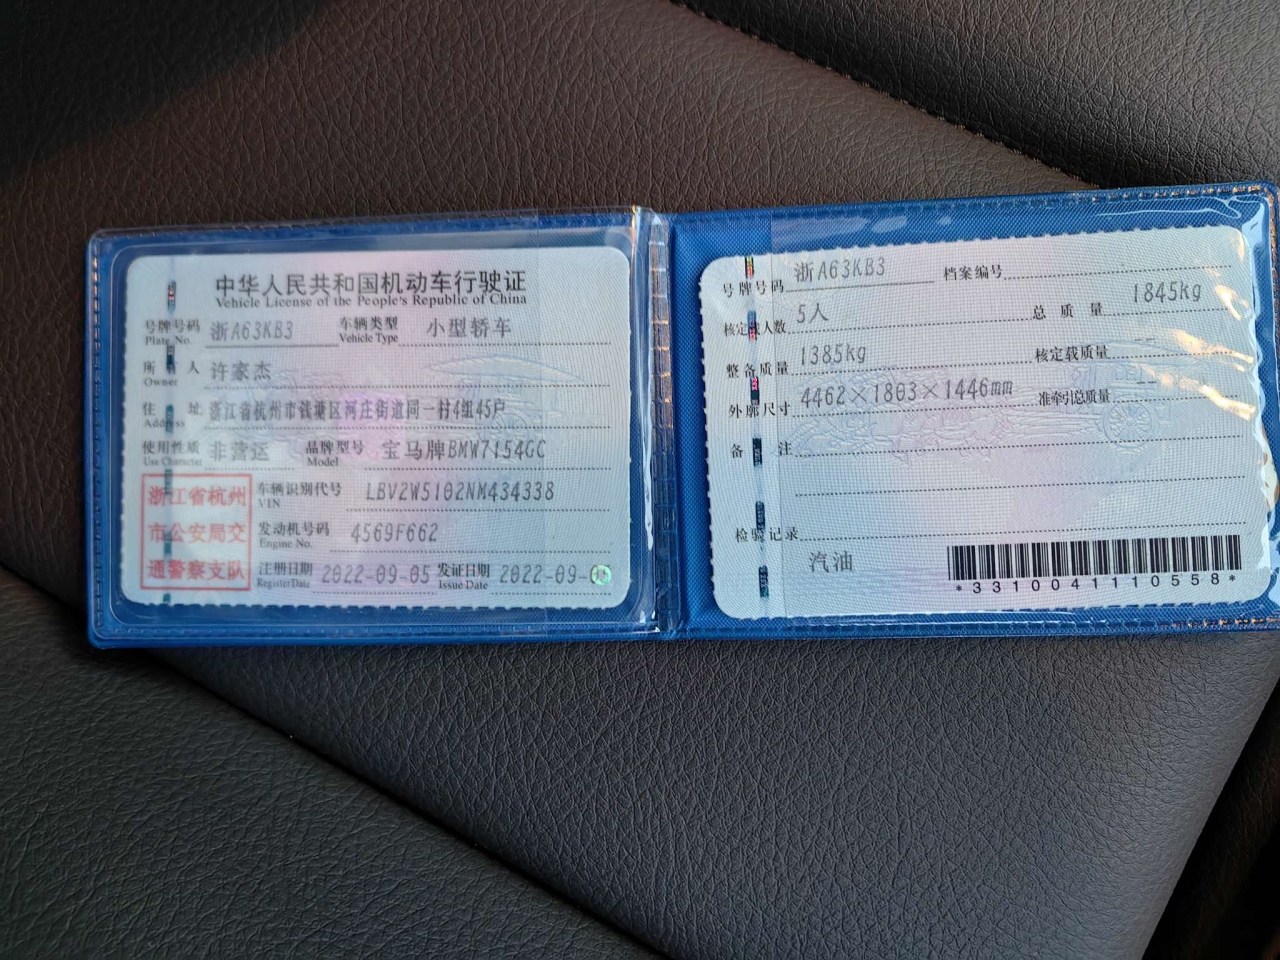 中华人民共和国机动车行驶证
Vehicle License of the People's Republic of China
号牌号码 浙A63KB3 车辆类型 小型轿车
Plate No. Vehicle Type
所 人 许家杰
Owner
住 址 浙江省杭州市钱塘区河庄街道同一村4组45户
Address
使用性质 非营运 品牌型号 宝马牌BMW7154GC
Use Character Model
浙江省杭州
市公安局交
通警察支队
车辆识别代号 LBV2W5102NM434338
VIN
发动机号码 4569F662
Engine No.
注册日期 2022-09-05 发证日期 2022-09-
Register Date Issue Date
号牌号码 浙A63KB3 档案编号
核定 人数 5人 总 质 量 1845kg
整备质量 1385kg 核定载质量 --
外廓尺寸 4462×1803×1446mm 准牵引总质量 --
备 注
检验记录
汽油
*3310041110558*